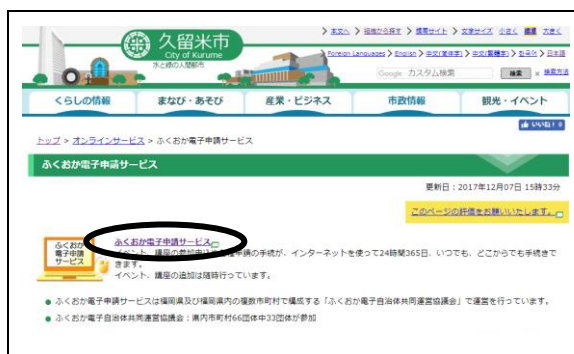 久留米市
City of Kurume
水と緑の人間都市
本文へ 組織から探す 携帯サイト 文字サイズ 小さく 標準 大きく
Foreign Languages English 中文(简体字) 中文(繁體字) 한국어 日本語
Google カスタム検索 検索 検索方法
くらしの情報 まなび・あそび 産業・ビジネス 市政情報 観光・イベント
いいね!
トップ > オンラインサービス > ふくおか電子申請サービス
ふくおか電子申請サービス
更新日：2017年12月07日 15時33分
このページの評価をお願いいたします。
ふくおか
電子申請
サービス
ふくおか電子申請サービス
イベント、講座の参加申込
申請の手続が、インターネットを使って24時間365日、いつでも、どこからでも手続きで
きます。
イベント、講座の追加は随時行っています。
ふくおか電子申請サービスは福岡県及び福岡県内の複数市町村で構成する「ふくおか電子自治体共同運営協議会」で運営を行っています。
ふくおか電子自治体共同運営協議会：県内市町村66団体中33団体が参加